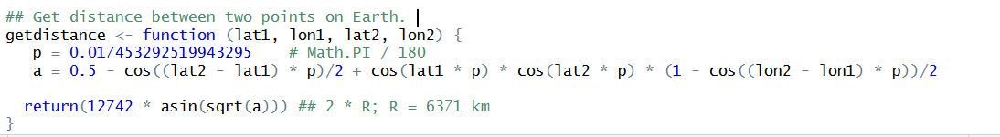 ## Get distance between two points on Earth.
getdistance <- function (lat1, lon1, lat2, lon2) {
   p = 0.017453292519943295    # Math.PI / 180
   a = 0.5 - cos((lat2 - lat1) * p)/2 + cos(lat1 * p) * cos(lat2 * p) * (1 - cos((lon2 - lon1) * p))/2
  return(12742 * asin(sqrt(a))) ## 2 * R; R = 6371 km
}